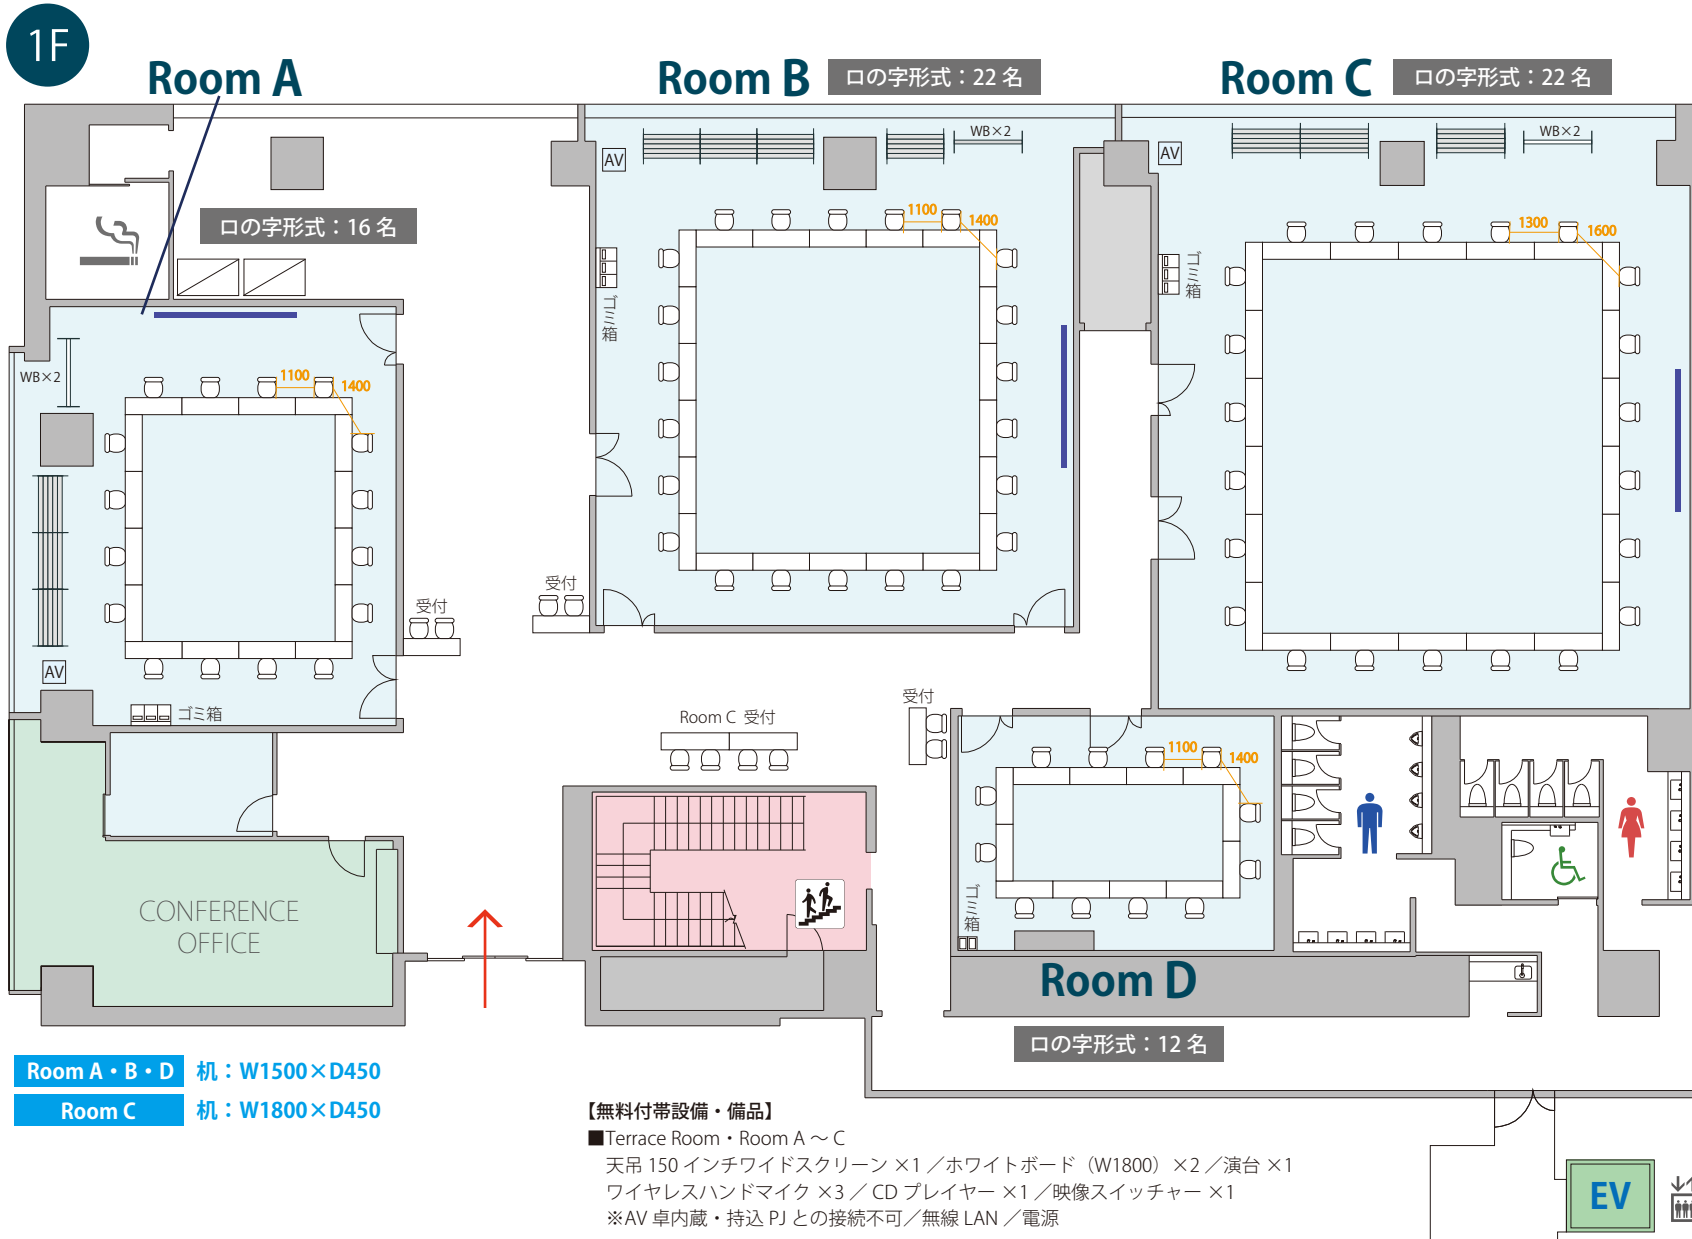 1F
Room A
Room B
ロの字形式：22 名
Room C
ロの字形式：22 名
WB×2
WB×2
AV
AV
ロの字形式：16 名
1100
1400
1300
1600
ゴミ箱
ゴミ箱
WB×2
1100
1400
受付
受付
AV
ゴミ箱
Room C 受付
受付
1100
1400
ゴミ箱
CONFERENCE
OFFICE
Room D
ロの字形式：12 名
Room A・B・D 机：W1500×D450
Room C 机：W1800×D450
【無料付帯設備・備品】
■Terrace Room・Room A ～ C
天吊 150 インチワイドスクリーン ×1 ／ホワイトボード（W1800）×2 ／演台 ×1
ワイヤレスハンドマイク ×3 ／ CD プレイヤー ×1 ／映像スイッチャー ×1
※AV 卓内蔵・持込 PJ との接続不可／無線 LAN ／電源
EV